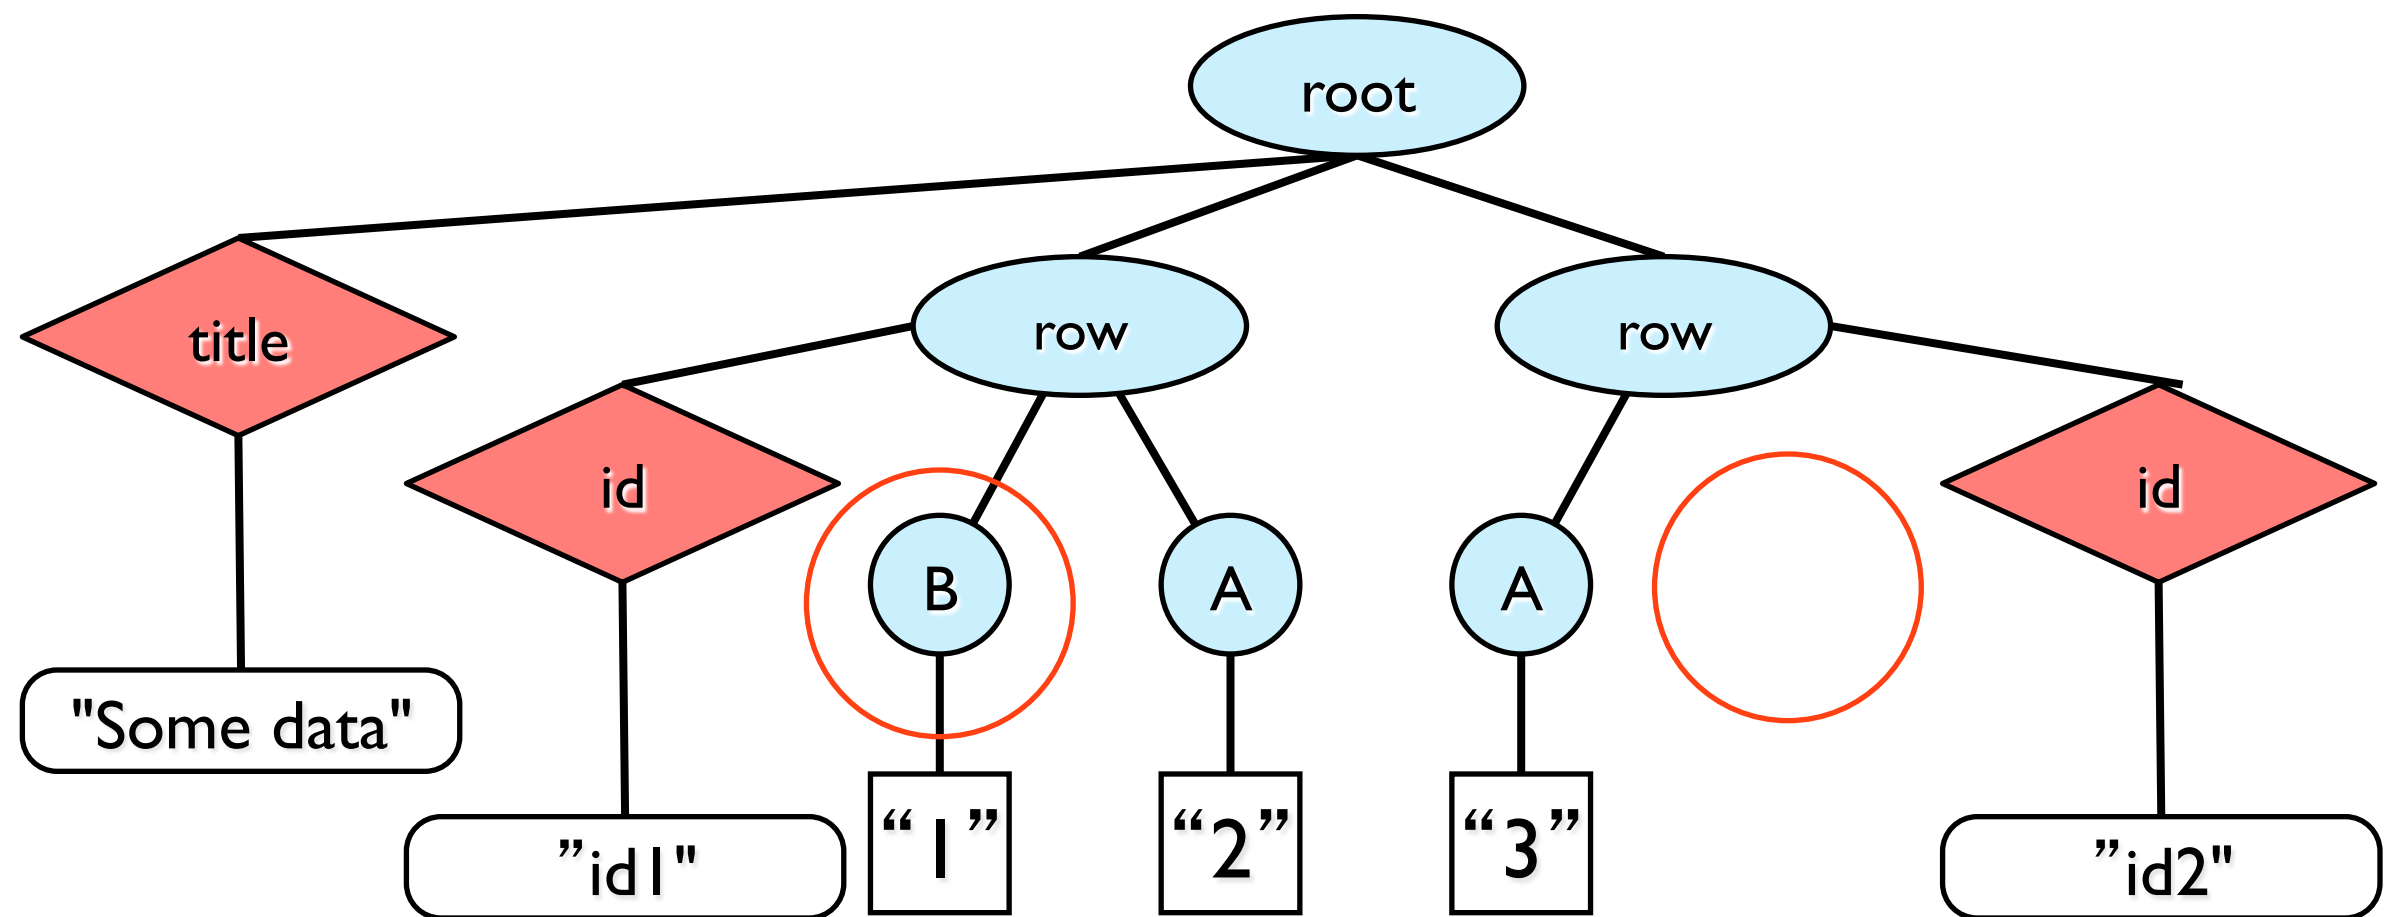 root
title
row
row
id
id
B
A
A
"Some data"
“1”
“2”
“3”
”id1"
”id2"